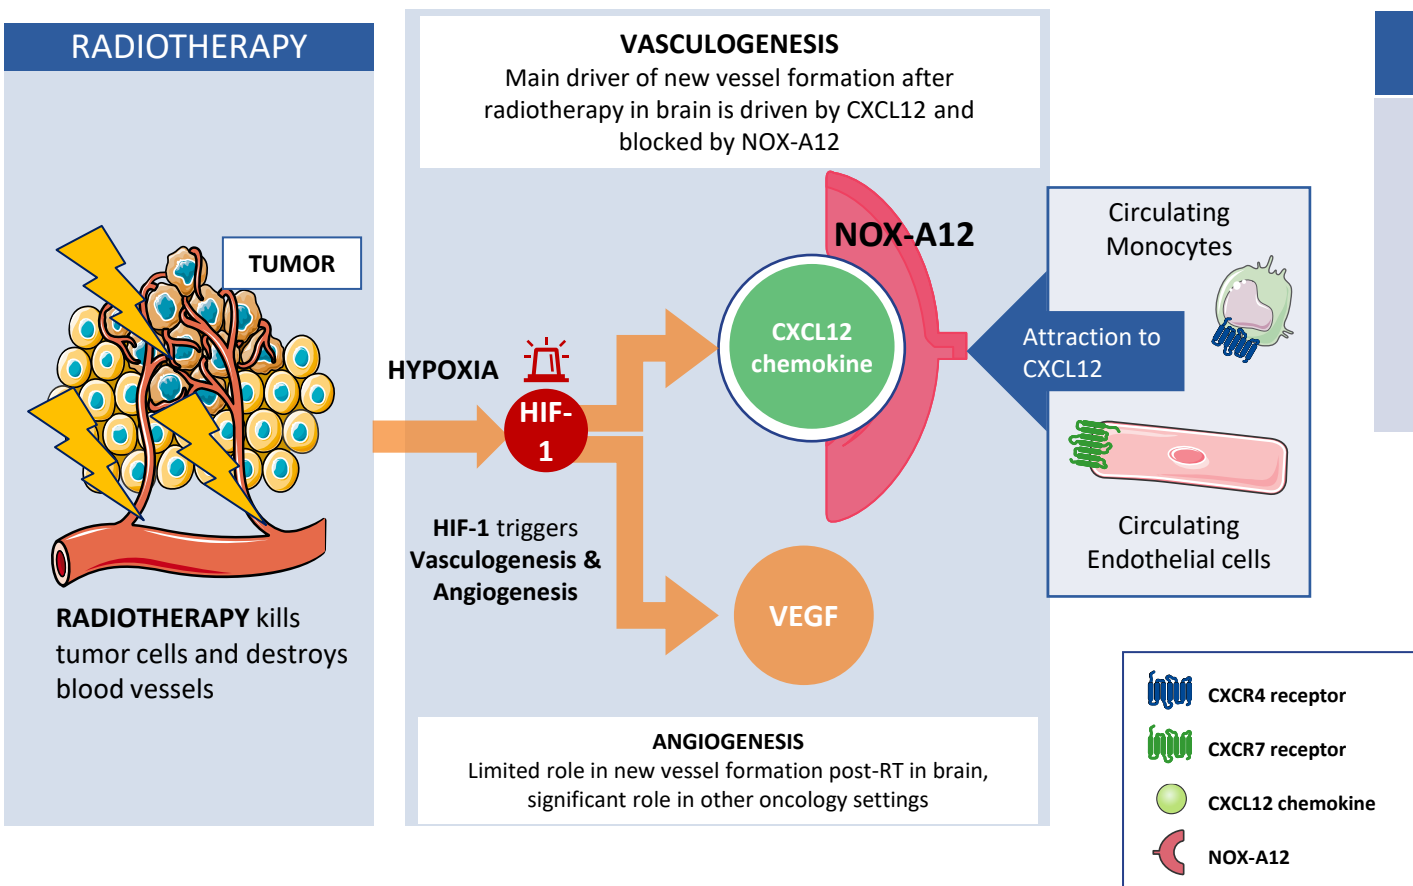 RADIOTHERAPY
TUMOR
RADIOTHERAPY kills
tumor cells and destroys
blood vessels
VASCULOGENESIS
Main driver of new vessel formation after
radiotherapy in brain is driven by CXCL12 and
blocked by NOX-A12
HYPOXIA
HIF-
1
HIF-1 triggers
Vasculogenesis &
Angiogenesis
NOX-A12
CXCL12
chemokine
VEGF
ANGIOGENESIS
Limited role in new vessel formation post-RT in brain,
significant role in other oncology settings
Circulating
Monocytes
Attraction to
CXCL12
Circulating
Endothelial cells
CXCR4 receptor
CXCR7 receptor
CXCL12 chemokine
NOX-A12